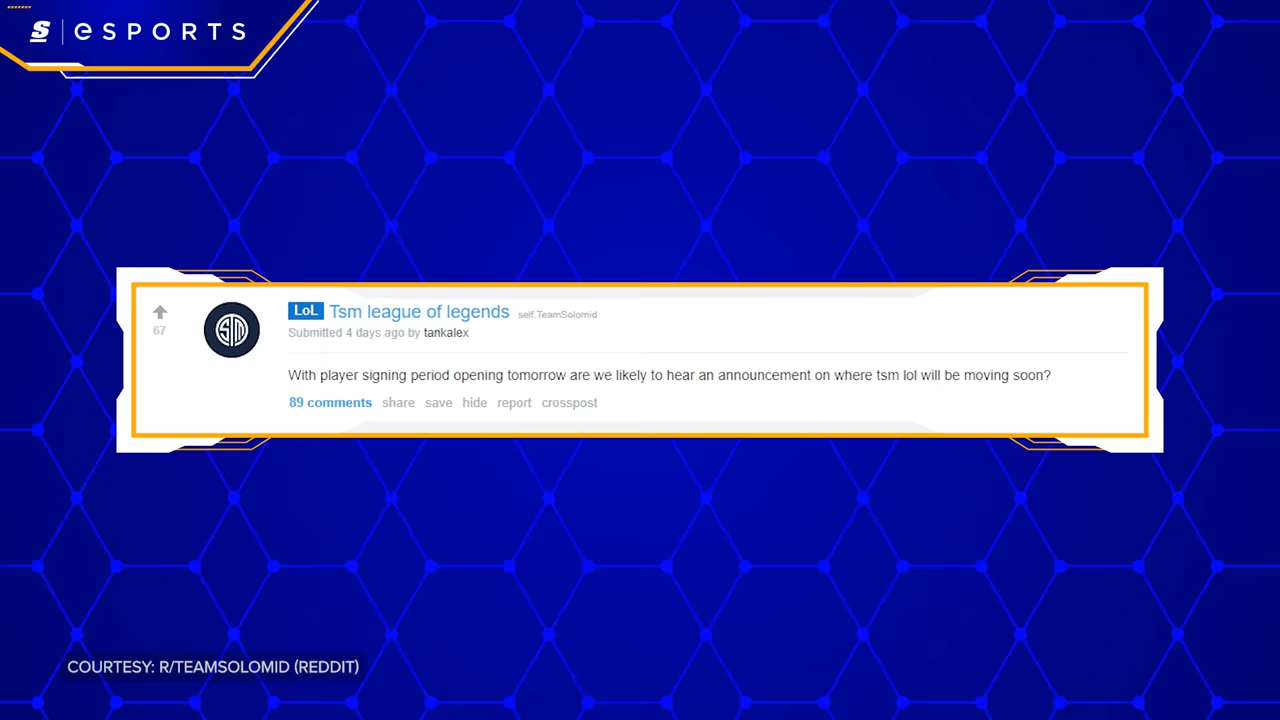 S | eSPORTS
67
TSM
LoL Tsm league of legends self.TeamSolomid
Submitted 4 days ago by tankalex
With player signing period opening tomorrow are we likely to hear an announcement on where tsm lol will be moving soon?
89 comments share save hide report crosspost
COURTESY: R/TEAMSOLOMID (REDDIT)